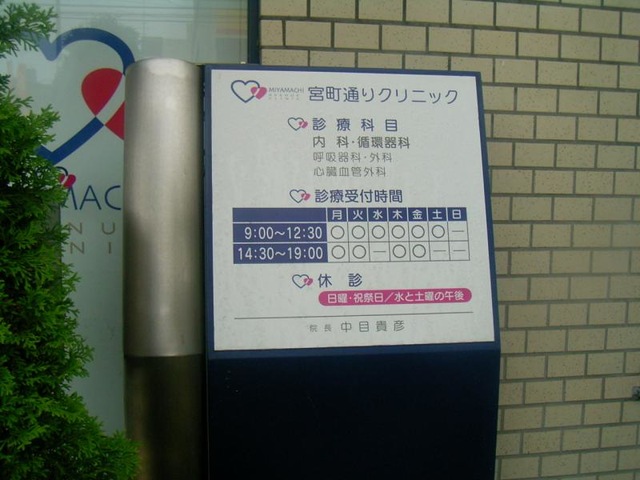 MIYAMACHI
宮町通りクリニック
診療科目
内科・循環器科
呼吸器科・外科
心臓血管外科
診療受付時間
月 火 水 木 金 土 日
9:00〜12:30 ○ ○ ○ ○ ○ ○ —
14:30〜19:00 ○ ○ — ○ ○ — —
休診
日曜・祝祭日/水と土曜の午後
院長 中目貴彦
MACH
NU
NI